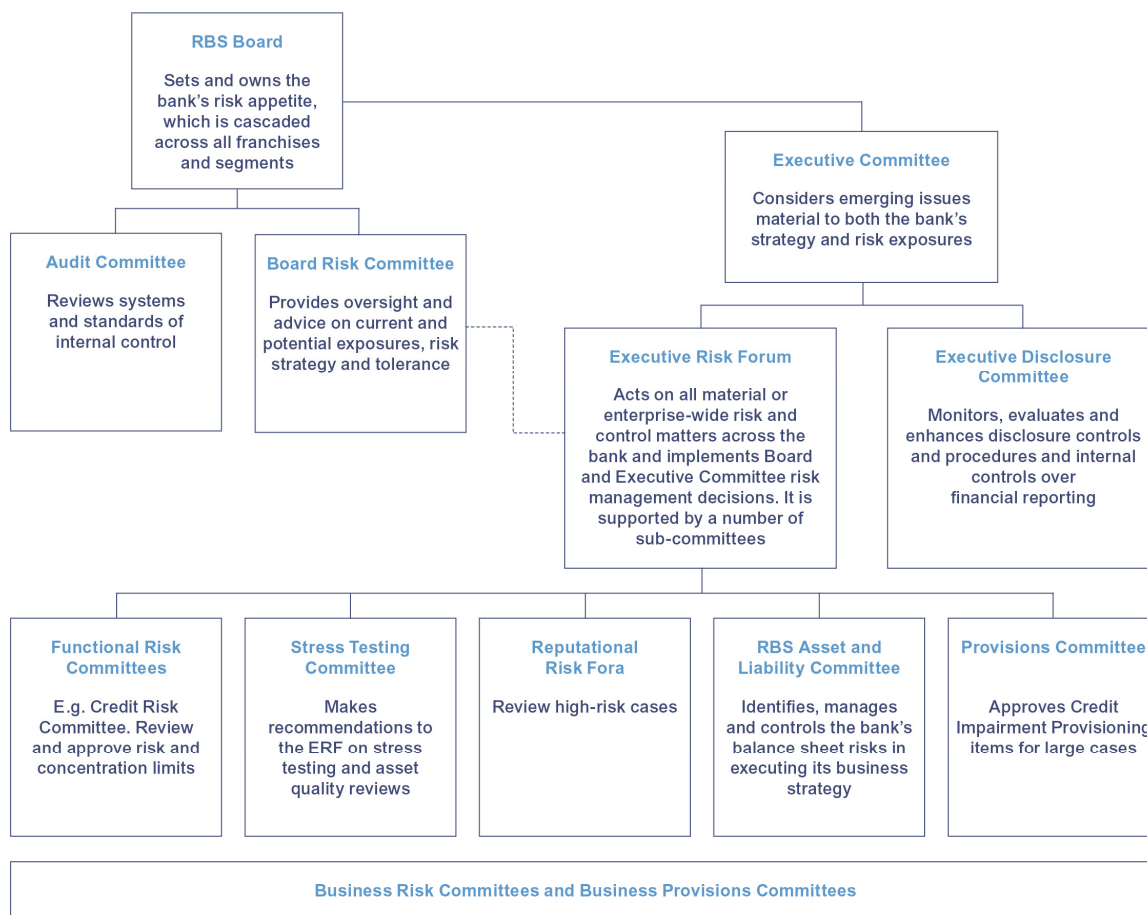 RBS Board
Sets and owns the
bank’s risk appetite,
which is cascaded
across all franchises
and segments
Executive Committee
Considers emerging issues
material to both the bank’s
strategy and risk exposures
Audit Committee
Reviews systems
and standards of
internal control
Board Risk Committee
Provides oversight and
advice on current and
potential exposures, risk
strategy and tolerance
Executive Risk Forum
Acts on all material or
enterprise-wide risk and
control matters across the
bank and implements Board
and Executive Committee risk
management decisions. It is
supported by a number of
sub-committees
Executive Disclosure
Committee
Monitors, evaluates and
enhances disclosure controls
and procedures and internal
controls over
financial reporting
Functional Risk
Committees
E.g. Credit Risk
Committee. Review
and approve risk and
concentration limits
Stress Testing
Committee
Makes
recommendations to
the ERF on stress
testing and asset
quality reviews
Reputational
Risk Fora
Review high-risk cases
RBS Asset and
Liability Committee
Identifies, manages
and controls the bank’s
balance sheet risks in
executing its business
strategy
Provisions Committee
Approves Credit
Impairment Provisioning
items for large cases
Business Risk Committees and Business Provisions Committees